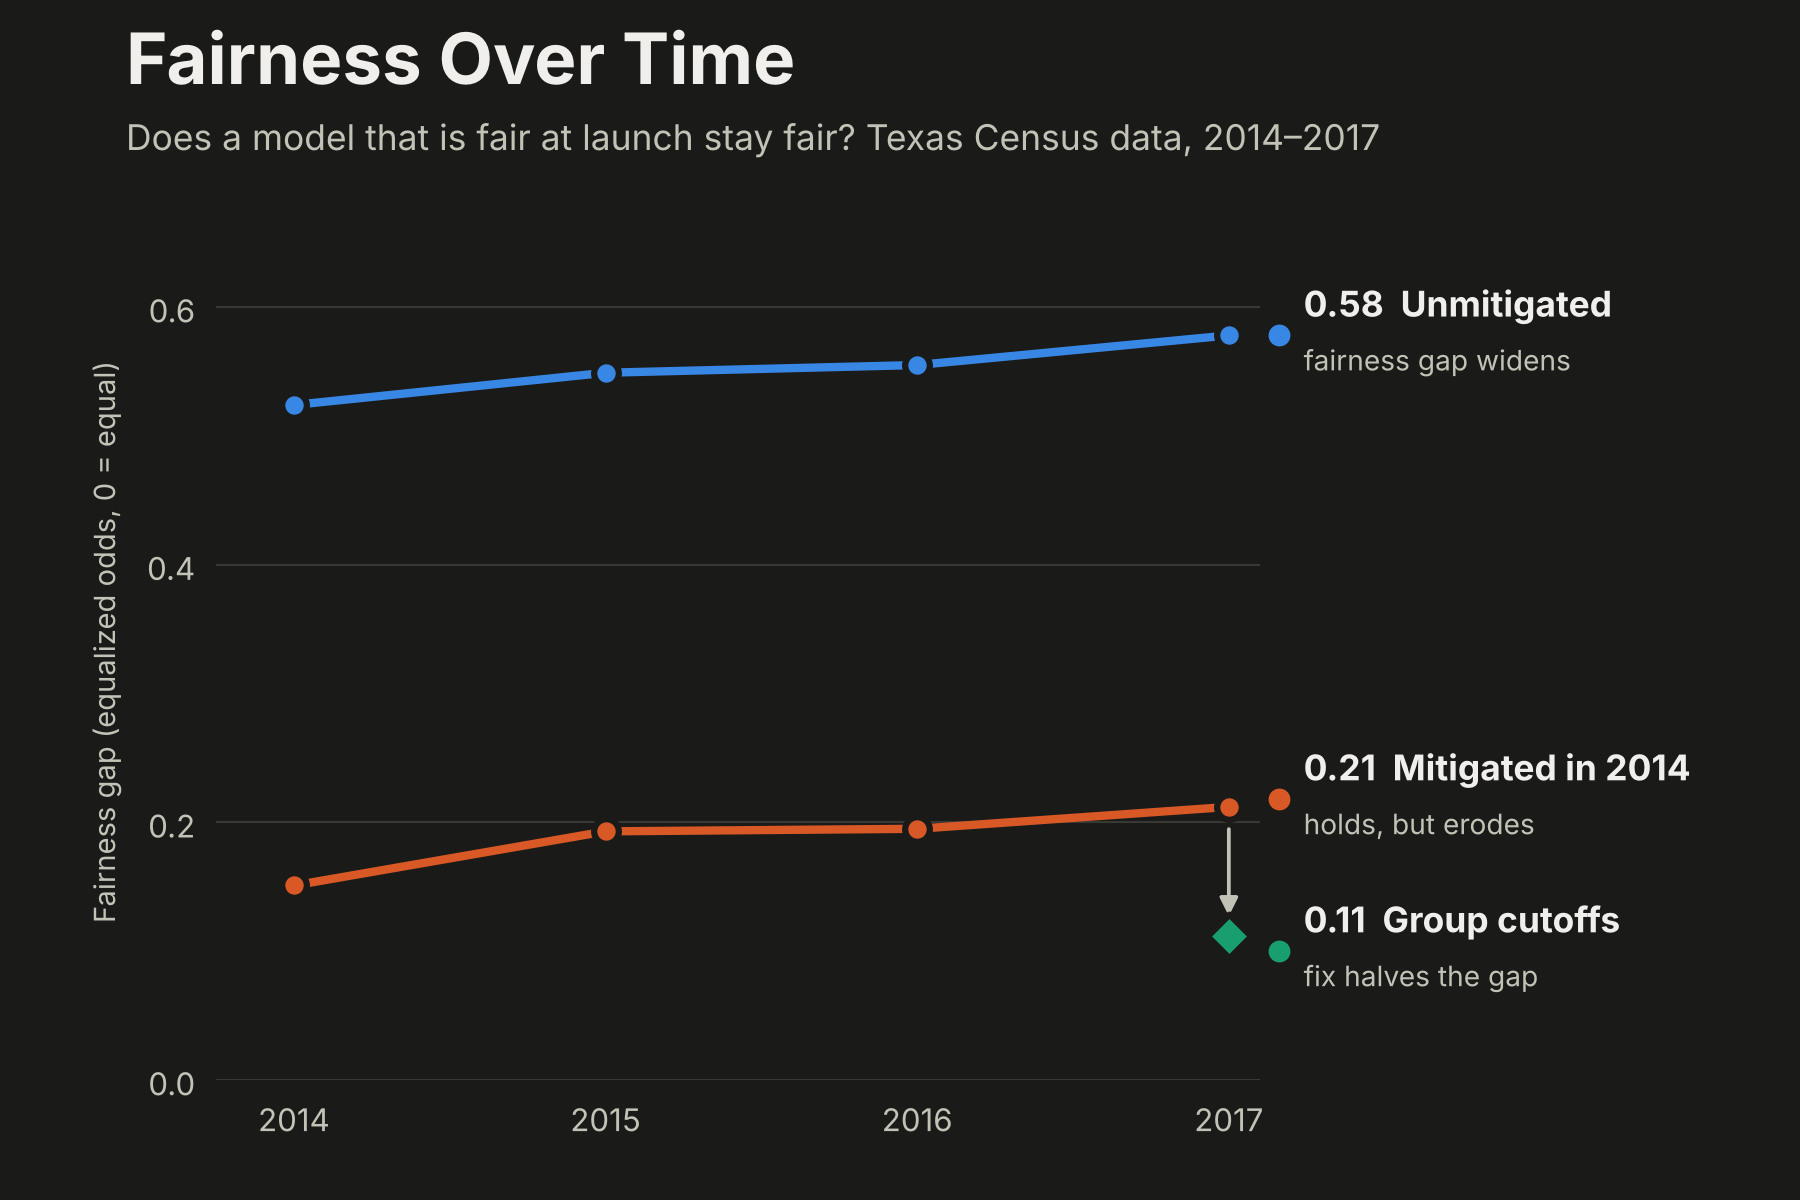 Fairness Over Time
Does a model that is fair at launch stay fair? Texas Census data, 2014–2017
Fairness gap (equalized odds, 0 = equal)
0.6
0.4
0.2
0.0
2014
2015
2016
2017
0.58 Unmitigated
fairness gap widens
0.21 Mitigated in 2014
holds, but erodes
0.11 Group cutoffs
fix halves the gap